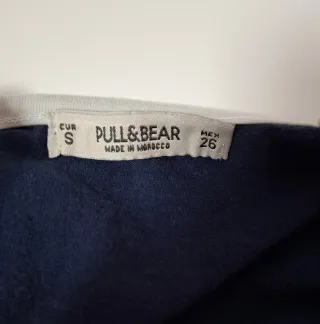 EUR
S
PULL&BEAR
MADE IN MOROCCO
MEX
26